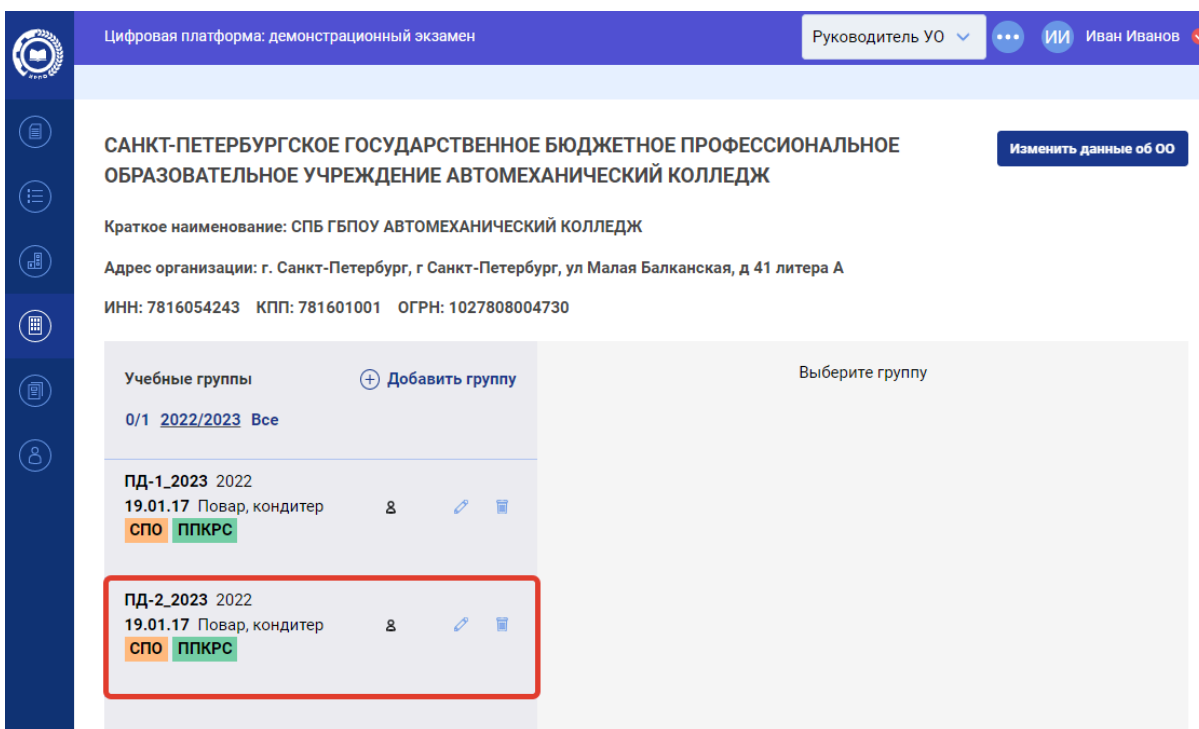 Цифровая платформа: демонстрационный экзамен
Руководитель УО
ИИ Иван Иванов
САНКТ-ПЕТЕРБУРГСКОЕ ГОСУДАРСТВЕННОЕ БЮДЖЕТНОЕ ПРОФЕССИОНАЛЬНОЕ
ОБРАЗОВАТЕЛЬНОЕ УЧРЕЖДЕНИЕ АВТОМЕХАНИЧЕСКИЙ КОЛЛЕДЖ
Изменить данные об ОО
Краткое наименование: СПБ ГБПОУ АВТОМЕХАНИЧЕСКИЙ КОЛЛЕДЖ
Адрес организации: г. Санкт-Петербург, г Санкт-Петербург, ул Малая Балканская, д 41 литера А
ИНН: 7816054243 КПП: 781601001 ОГРН: 1027808004730
Учебные группы
Добавить группу
0/1 2022/2023 Все
Выберите группу
ПД-1_2023 2022
19.01.17 Повар, кондитер
СПО ППКРС
ПД-2_2023 2022
19.01.17 Повар, кондитер
СПО ППКРС